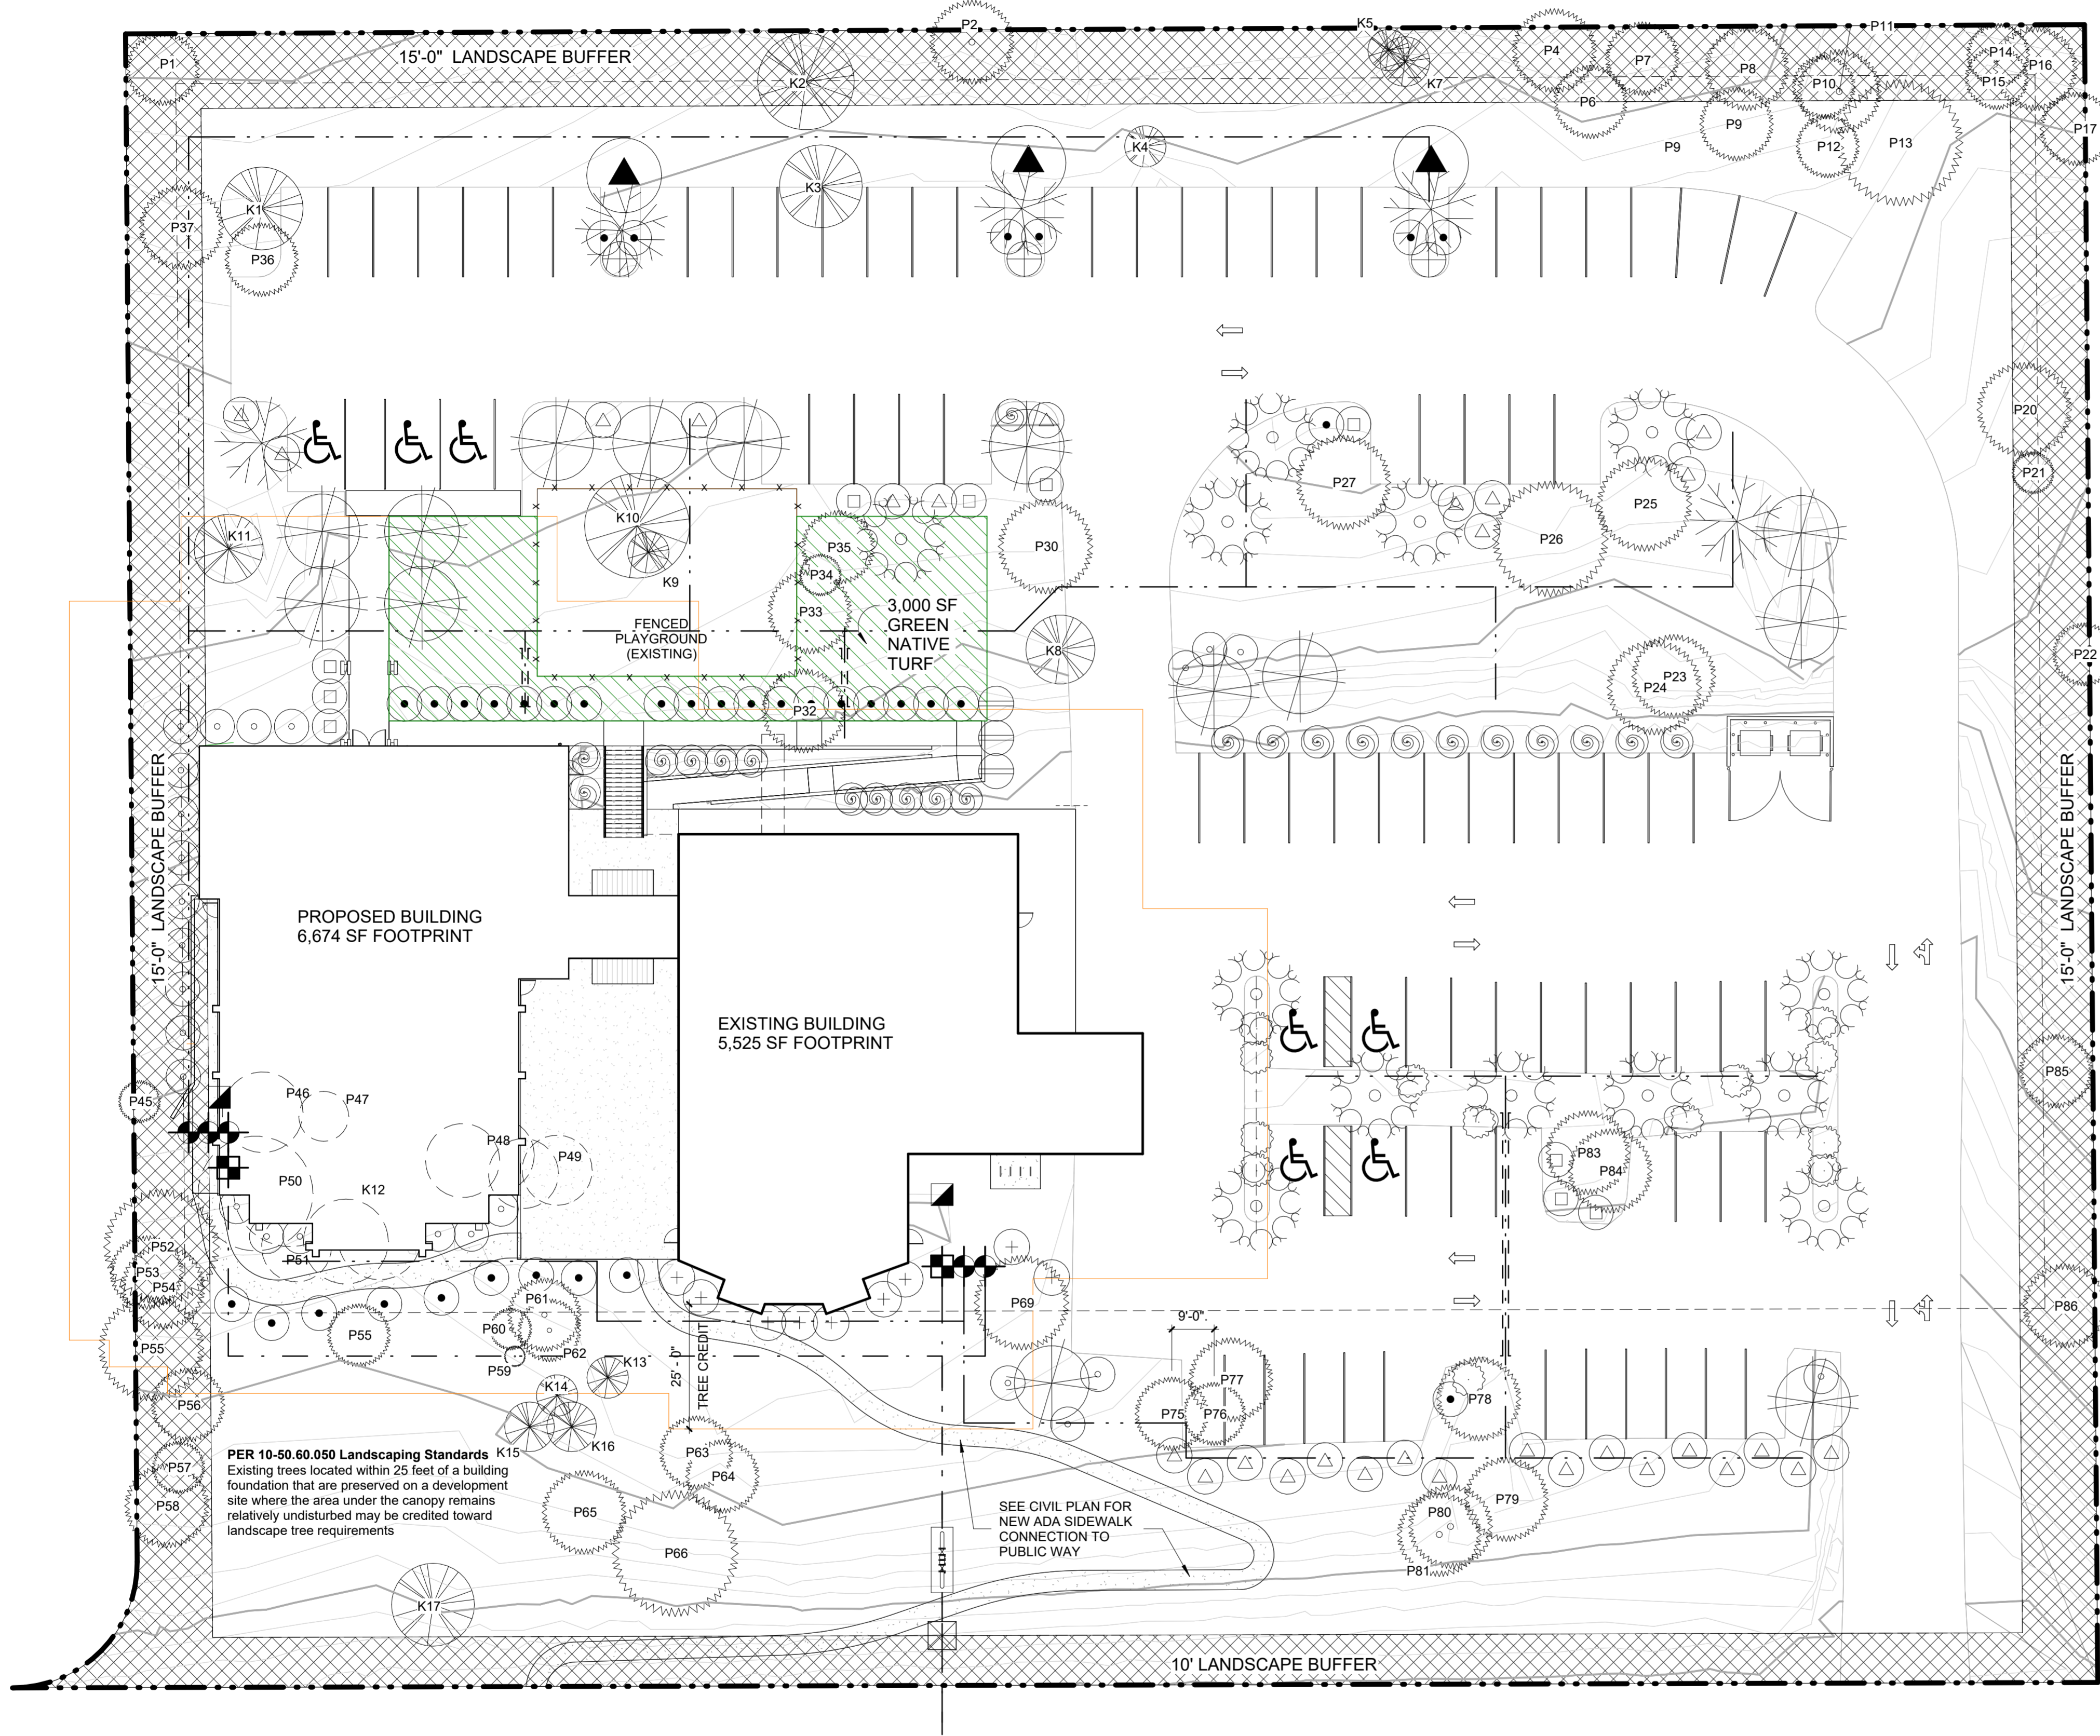 P2
K5
P11
P4
P14
P1
15'-0" LANDSCAPE BUFFER
P7
P8
P16
K2
K7
P10
P15
P6
P9
P17
K4
P9
P12
P13
K3
K1
P37
P36
P20
P21
P27
P25
K10
K11
P26
P35
P30
P34
K9
3,000 SF
GREEN
NATIVE
TURF
P33
FENCED
PLAYGROUND
(EXISTING)
K8
P22
P23
P24
P32
15'-0" LANDSCAPE BUFFER
15'-0" LANDSCAPE BUFFER
PROPOSED BUILDING
6,674 SF FOOTPRINT
EXISTING BUILDING
5,525 SF FOOTPRINT
P85
P46
P47
P45
P48
P49
P83
P84
P50
K12
P52
P51
P53
P54
P61
P69
P86
9'-0".
P60
P55
P55
P62
P59
K13
25' - 0"
TREE CREDIT
P77
K14
P78
P56
P75
P76
K16
K15
PER 10-50.60.050 Landscaping Standards
Existing trees located within 25 feet of a building
foundation that are preserved on a development
site where the area under the canopy remains
relatively undisturbed may be credited toward
landscape tree requirements
P63
P57
P64
P79
P58
P65
P80
SEE CIVIL PLAN FOR
NEW ADA SIDEWALK
CONNECTION TO
PUBLIC WAY
P66
P81
K17
10' LANDSCAPE BUFFER